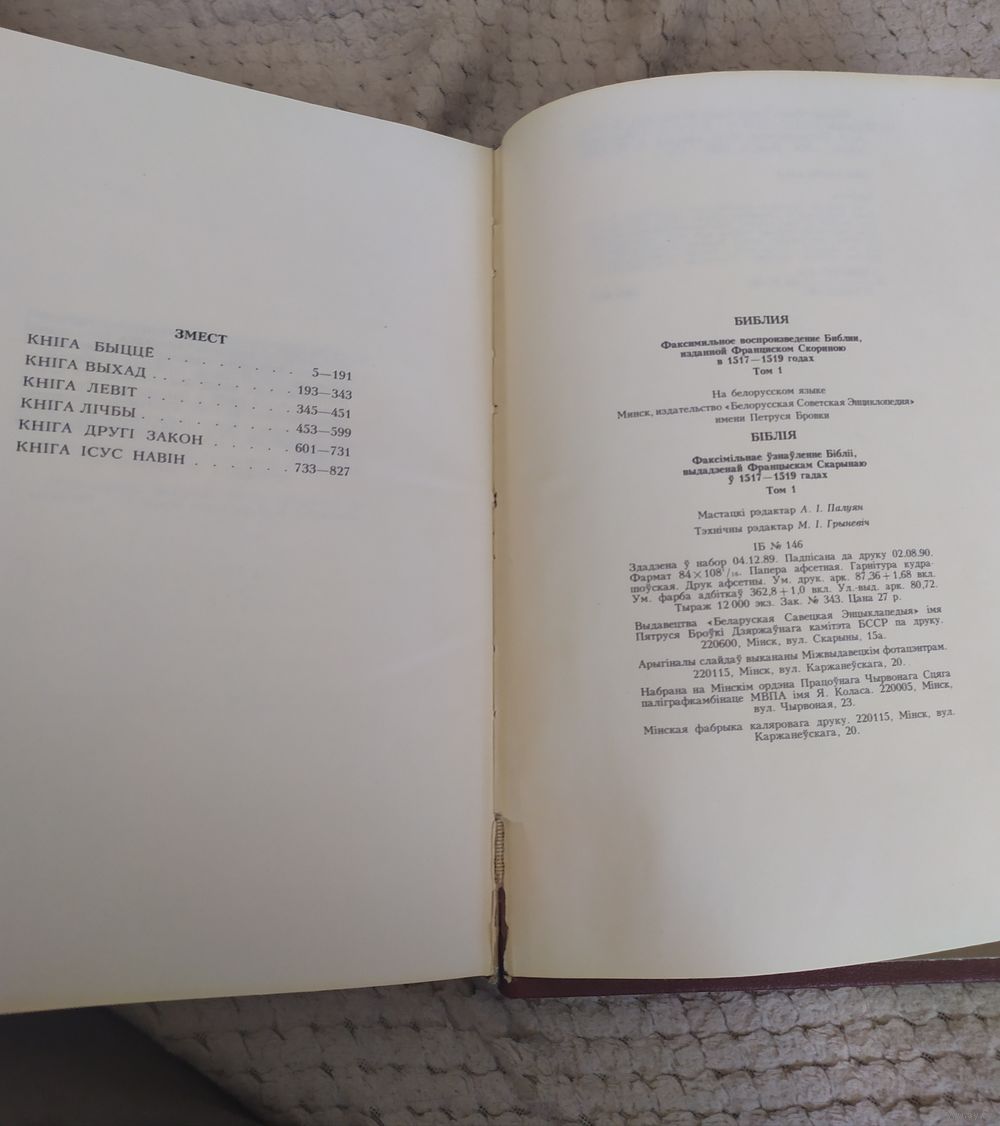 ЗМЕСТ
КНІГА БЫЦЦЁ . . . . . . . . 5—191
КНІГА ВЫХАД . . . . . . . . 193—343
КНІГА ЛЕВІТ . . . . . . . . 345—451
КНІГА ЛІЧБЫ . . . . . . . . 453—599
КНІГА ДРУГІ ЗАКОН . . . . . 601—731
КНІГА ІСУС НАВІН . . . . . . 733—827
БИБЛИЯ
Факсимильное воспроизведение Библии,
изданной Франциском Скориною
в 1517—1519 годах
Том 1
На белорусском языке
Минск, издательство «Белорусская Советская Энциклопедия»
имени Петруся Бровки
БІБЛІЯ
Факсімільнае ўзнаўленне Бібліі,
выдадзенай Францыскам Скарынаю
ў 1517—1519 гадах
Том 1
Мастацкі рэдактар А. І. Палуян
Тэхнічны рэдактар М. І. Грыневіч
ІБ № 146
Здадзена ў набор 04.12.89. Падпісана да друку 02.08.90.
Фармат 84×108¹/₁₆. Папера афсетная. Гарнітура кудра-
шоўская. Друк афсетны. Ум. друк. арк. 87,36+1,68 вкл.
Ум. фарба адбіткаў 362,8+1,0 вкл. Ул.-выд. арк. 80,72.
Тыраж 12 000 экз. Зак. № 343. Цана 27 р.
Выдавецтва «Беларуская Савецкая Энцыклапедыя» імя
Пятруся Броўкі Дзяржаўнага камітэта БССР па друку.
220600, Мінск, вул. Скарыны, 15а.
Арыгіналы слайдаў выкананы Міжвыдавецкім фотацэнтрам.
220115, Мінск, вул. Каржанеўскага, 20.
Набрана на Мінскім ордэна Працоўнага Чырвонага Сцяга
паліграфкамбінаце МВПА імя Я. Коласа. 220005, Мінск,
вул. Чырвоная, 23.
Мінская фабрыка каляровага друку. 220115, Мінск, вул.
Каржанеўскага, 20.